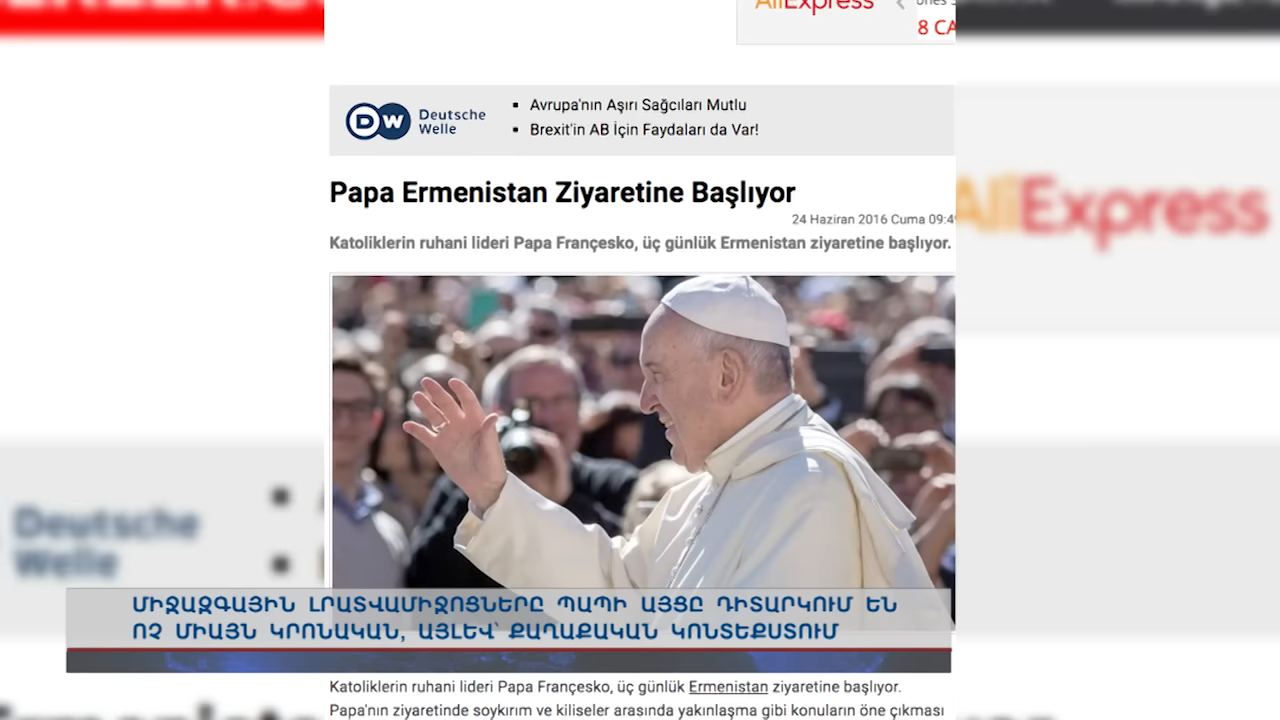 AliExpress
8 CA
Deutsche
Welle
Avrupa'nın Aşırı Sağcıları Mutlu
Brexit'in AB İçin Faydaları da Var!
Papa Ermenistan Ziyaretine Başlıyor
24 Haziran 2016 Cuma 09:4
Katoliklerin ruhani lideri Papa Françesko, üç günlük Ermenistan ziyaretine başlıyor.
AliExpress
Deutsche
Welle
ՄԻՋԱԶԳԱՅԻՆ ԼՐԱՏՎԱՄԻՋՈՑՆԵՐԸ ՊԱՊԻ ԱՅՑԸ ԴԻՏԱՐԿՈՒՄ ԵՆ
ՈՉ ՄԻԱՅՆ ԿՐՈՆԱԿԱՆ, ԱՅԼԵՎ՝ ՔԱՂԱՔԱԿԱՆ ԿՈՆՏԵՔՍՏՈՒՄ
Katoliklerin ruhani lideri Papa Françesko, üç günlük Ermenistan ziyaretine başlıyor.
Papa'nın ziyaretinde soykırım ve kiliseler arasında yakınlaşma gibi konuların öne çıkması